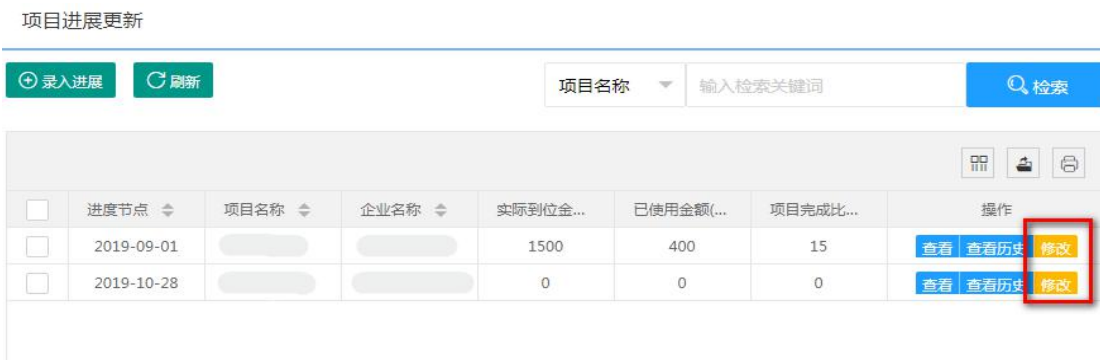 项目进展更新
录入进展 刷新 项目名称 输入检索关键词 检索
进度节点 项目名称 企业名称 实际到位金... 已使用金额(... 项目完成比... 操作
2019-09-01 1500 400 15 查看 查看历史 修改
2019-10-28 0 0 0 查看 查看历史 修改